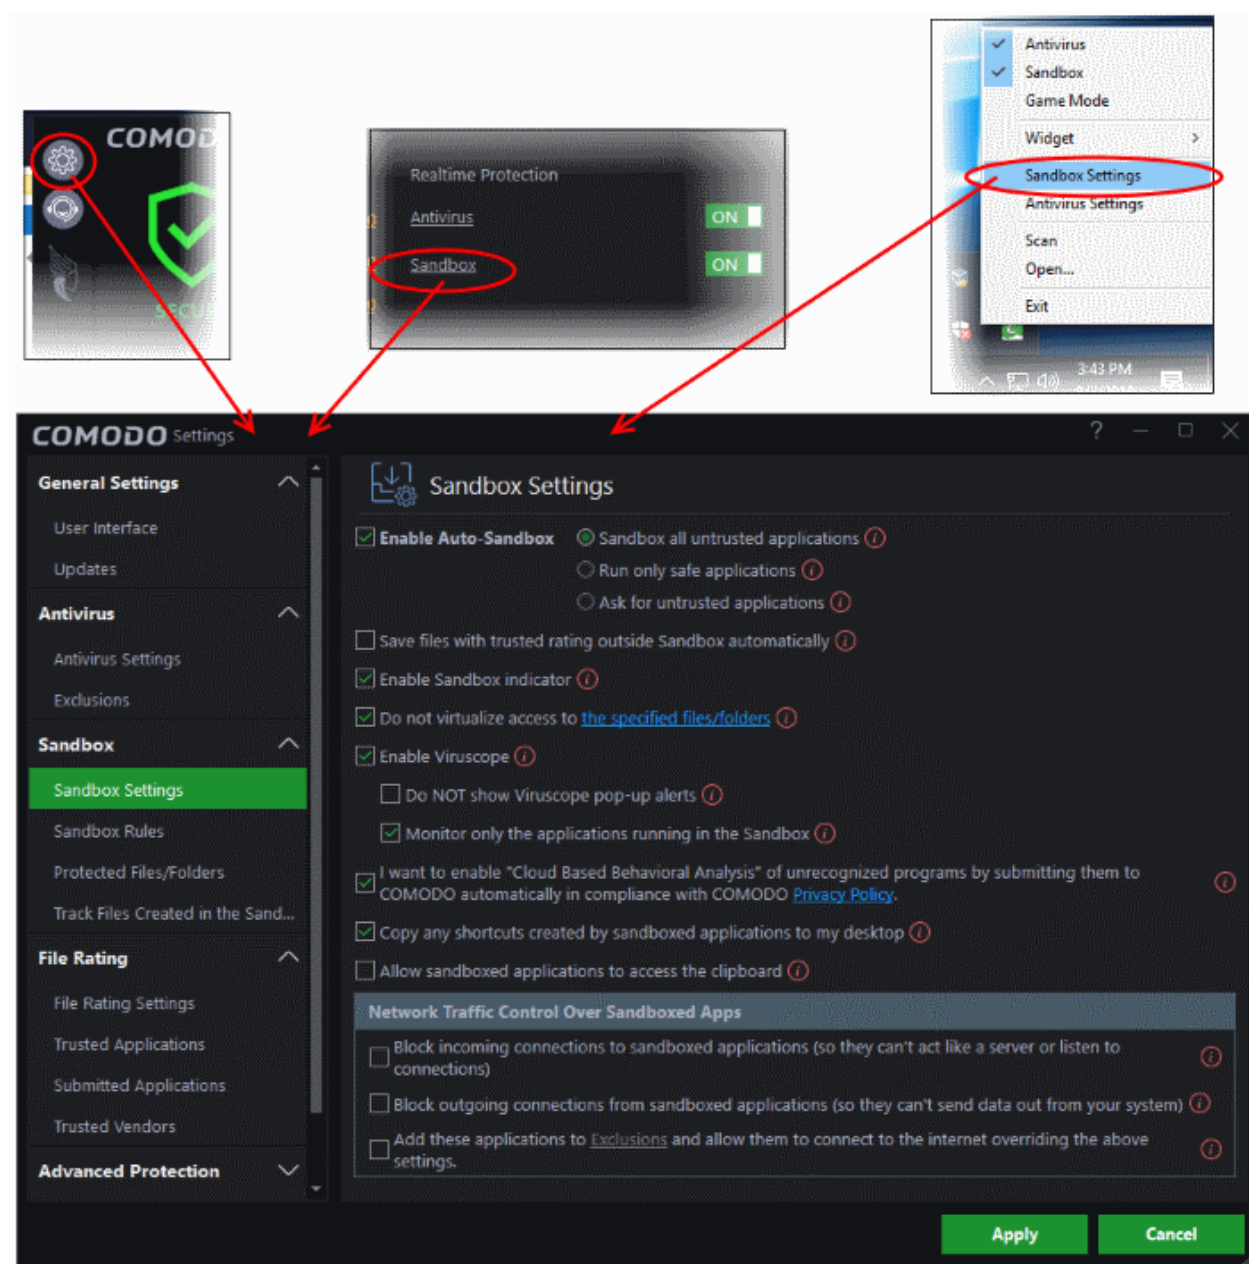 COMOD
SECU
Realtime Protection
Antivirus
ON
Sandbox
ON
Antivirus
Sandbox
Game Mode
Widget
Sandbox Settings
Antivirus Settings
Scan
Open...
Exit
3:43 PM
COMODO Settings
General Settings
User Interface
Updates
Antivirus
Antivirus Settings
Exclusions
Sandbox
Sandbox Settings
Sandbox Rules
Protected Files/Folders
Track Files Created in the Sand...
File Rating
File Rating Settings
Trusted Applications
Submitted Applications
Trusted Vendors
Advanced Protection
Sandbox Settings
Enable Auto-Sandbox
Sandbox all untrusted applications
Run only safe applications
Ask for untrusted applications
Save files with trusted rating outside Sandbox automatically
Enable Sandbox indicator
Do not virtualize access to the specified files/folders
Enable Viruscope
Do NOT show Viruscope pop-up alerts
Monitor only the applications running in the Sandbox
I want to enable "Cloud Based Behavioral Analysis" of unrecognized programs by submitting them to
COMODO automatically in compliance with COMODO Privacy Policy.
Copy any shortcuts created by sandboxed applications to my desktop
Allow sandboxed applications to access the clipboard
Network Traffic Control Over Sandboxed Apps
Block incoming connections to sandboxed applications (so they can't act like a server or listen to
connections)
Block outgoing connections from sandboxed applications (so they can't send data out from your system)
Add these applications to Exclusions and allow them to connect to the internet overriding the above
settings.
Apply
Cancel